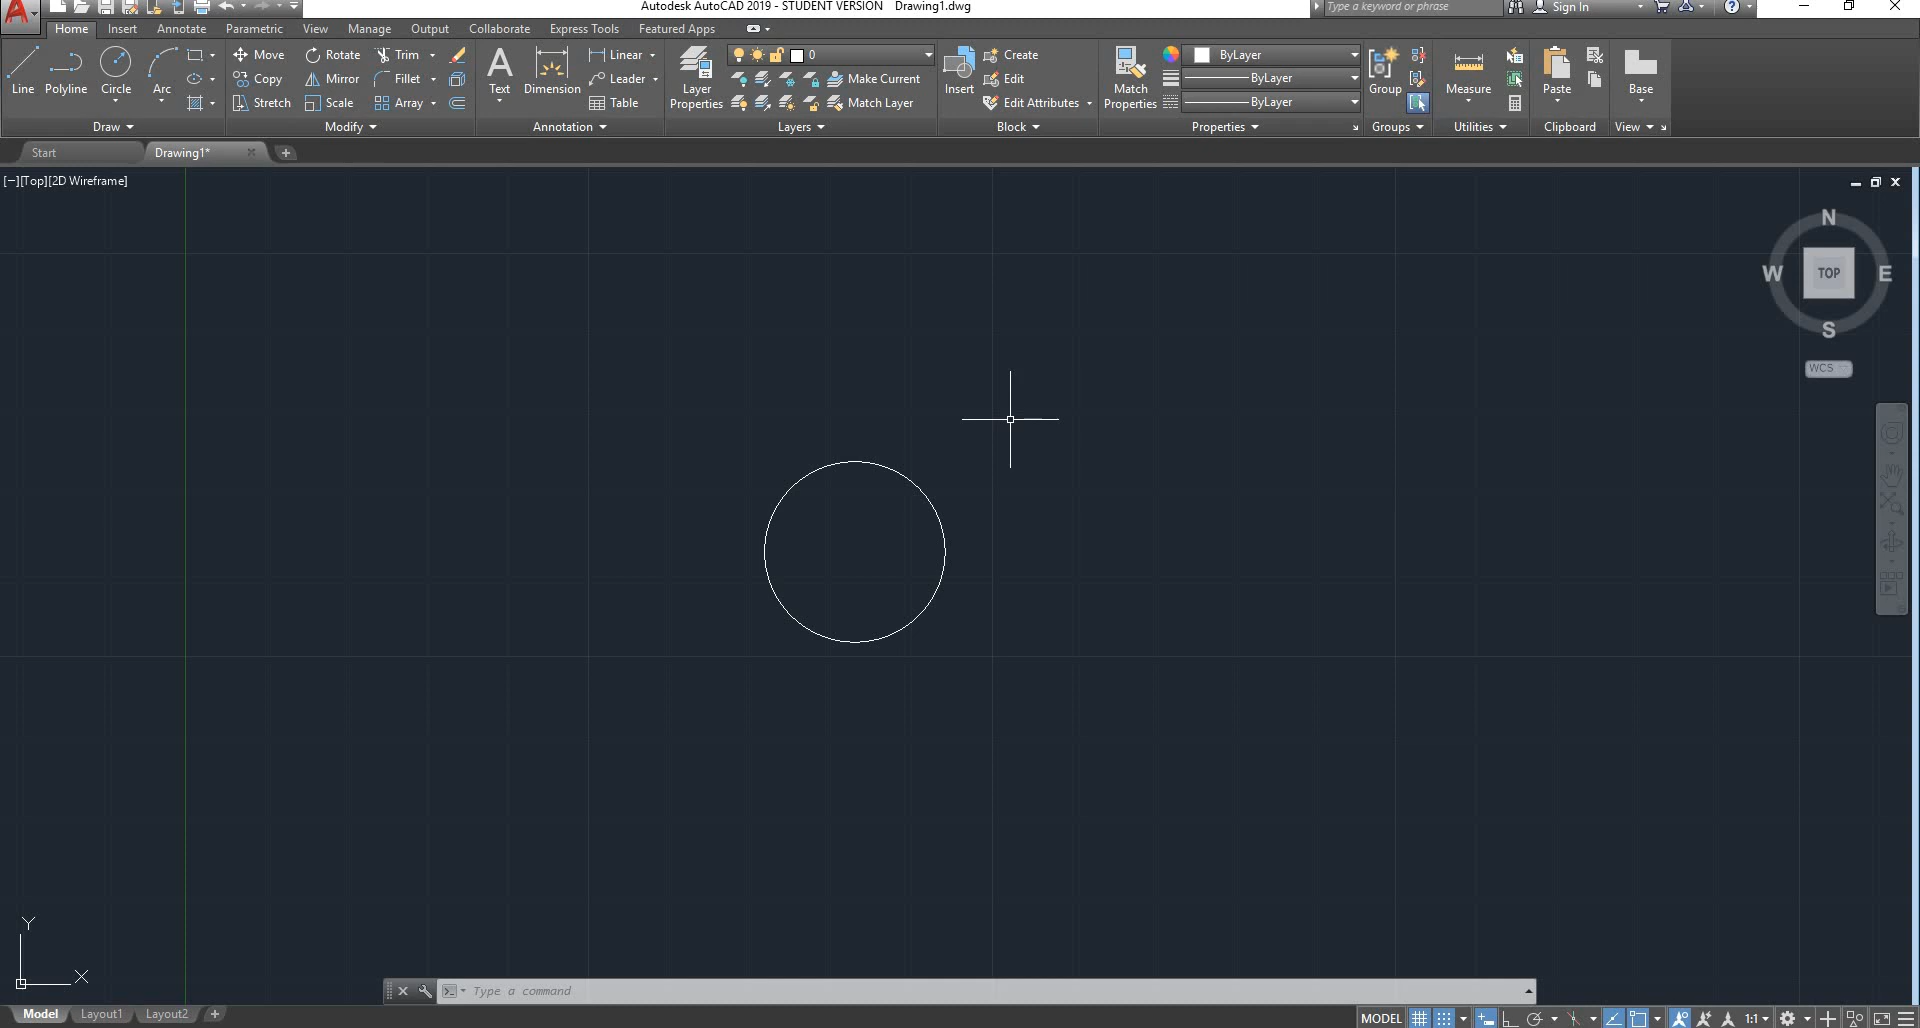 Autodesk AutoCAD 2019 - STUDENT VERSION Drawing1.dwg
Type a keyword or phrase
Sign In
Home Insert Annotate Parametric View Manage Output Collaborate Express Tools Featured Apps
Line Polyline Circle Arc
Move Rotate Trim
Copy Mirror Fillet
Stretch Scale Array
Text Dimension
Linear
Leader
Table
Layer
Properties
0
Make Current
Match Layer
Insert
Create
Edit
Edit Attributes
Match
Properties
ByLayer
ByLayer
ByLayer
Group
Measure
Paste
Base
Draw Modify Annotation Layers Block Properties Groups Utilities Clipboard View
Start Drawing1*
[−][Top][2D Wireframe]
N
W TOP E
S
WCS
Y
X
Type a command
Model Layout1 Layout2
MODEL 1:1